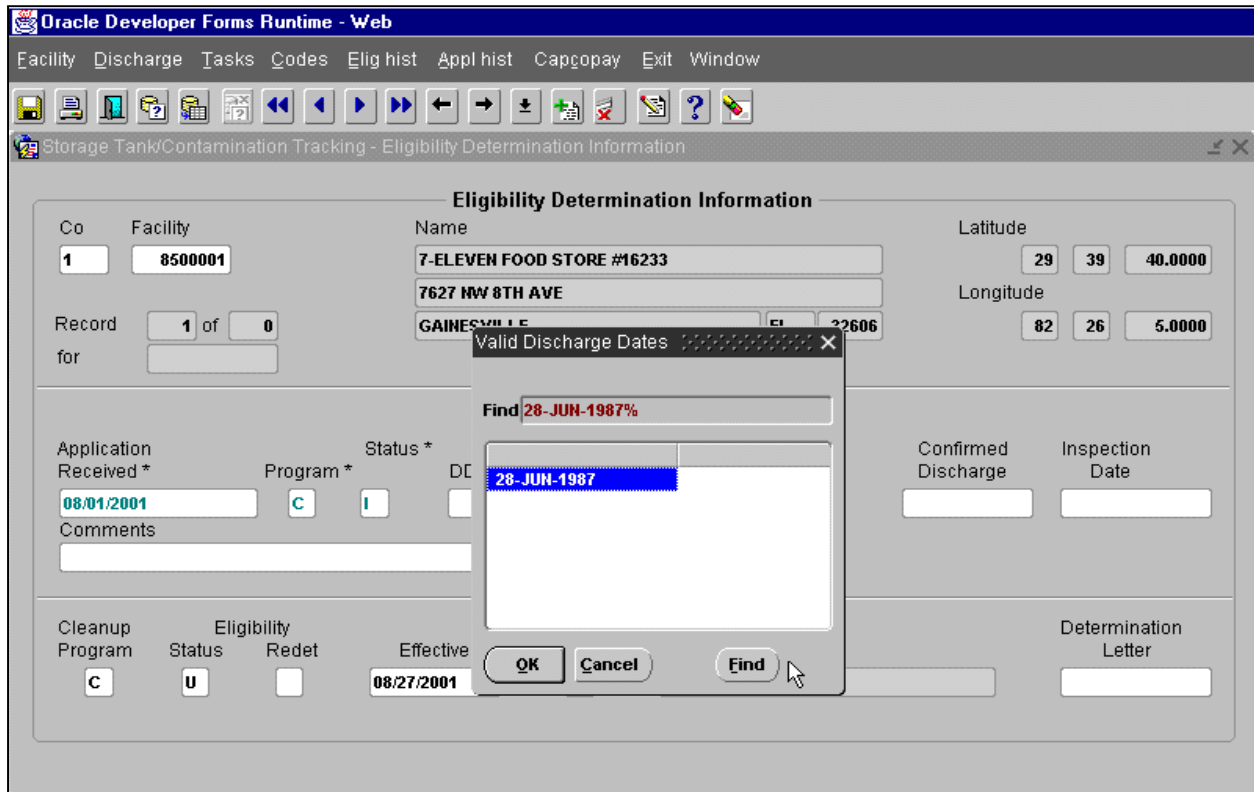 Oracle Developer Forms Runtime - Web
Facility Discharge Tasks Codes Elig hist Appl hist Capcopay Exit Window
Storage Tank/Contamination Tracking - Eligibility Determination Information
Eligibility Determination Information
Co Facility Name Latitude
1 8500001 7-ELEVEN FOOD STORE #16233 29 39 40.0000
7627 NW 8TH AVE Longitude
Record 1 of 0 82 26 5.0000
for
Valid Discharge Dates
Find 28-JUN-1987%
28-JUN-1987
OK Cancel Find
Application Status * Confirmed Inspection
Received * Program * Discharge Date
08/01/2001 C I
Comments
Cleanup Eligibility Determination
Program Status Redet Effective Letter
C U 08/27/2001